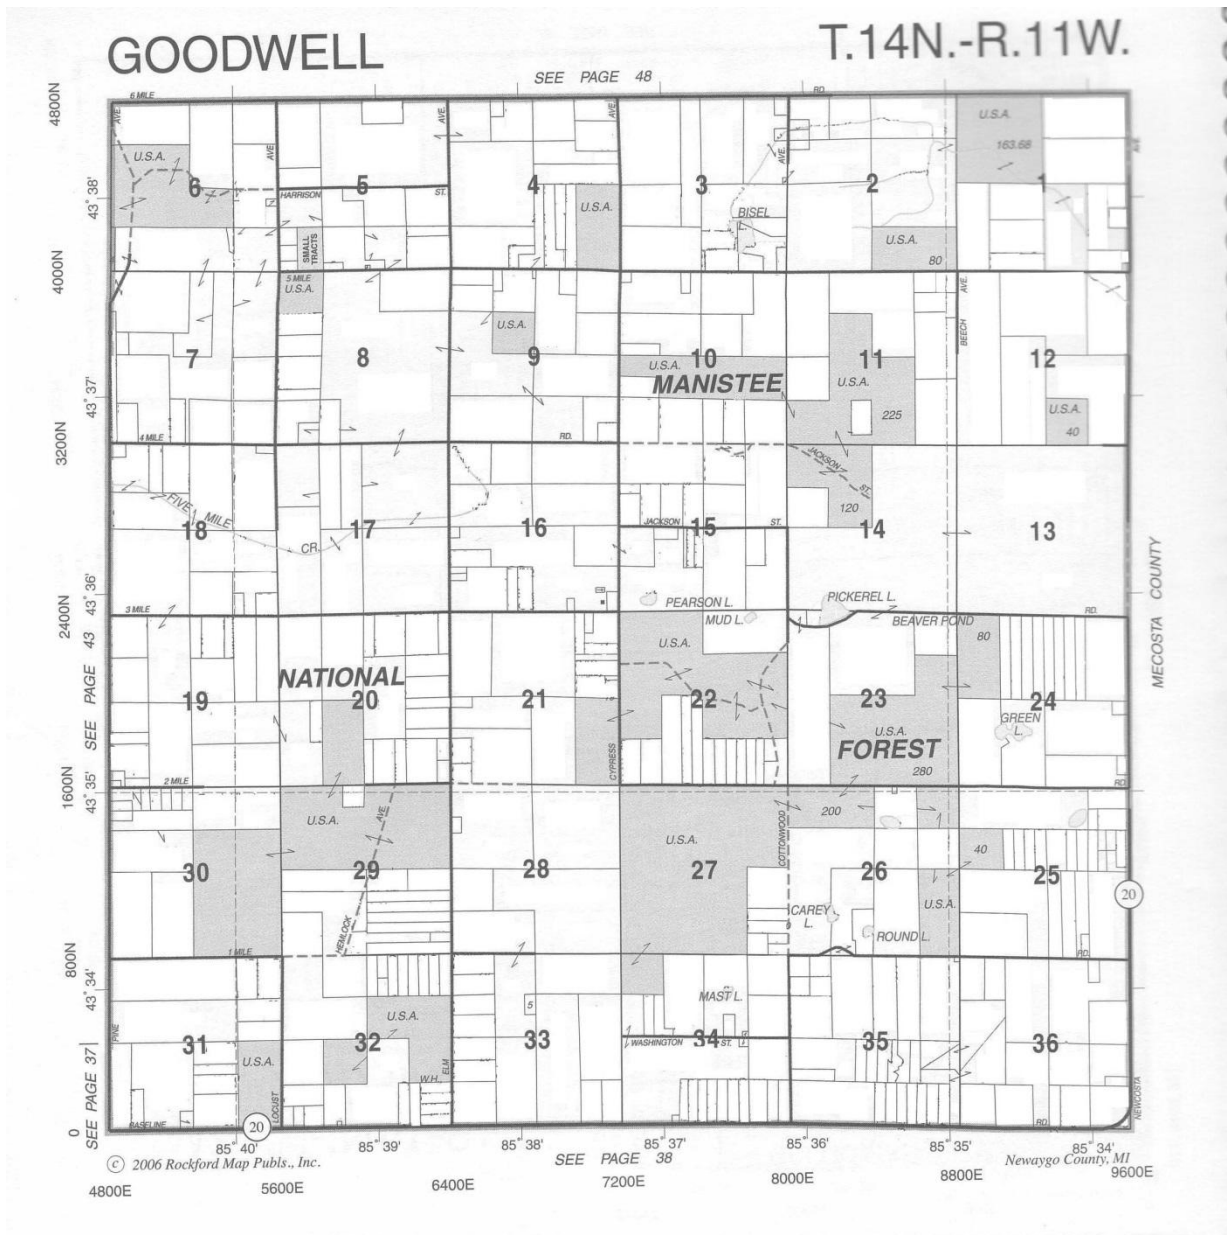 GOODWELL
T.14N.-R.11W.
SEE PAGE 48
4800N
6 MILE
RD.
AVE.
AVE.
AVE.
AVE.
AVE.
AVE
U.S.A.
163.68
U.S.A.
6
5
4
3
2
1
43° 38'
HARRISON
ST.
U.S.A.
BISEL
SMALL TRACTS
U.S.A.
80
4000N
5 MILE
U.S.A.
AVE.
BEECH
U.S.A.
7
8
9
10
11
12
U.S.A.
MANISTEE
U.S.A.
43° 37'
225
U.S.A.
40
3200N
4 MILE
RD.
JACKSON
ST.
FIVE MILE
CR.
120
18
17
16
JACKSON
15
ST.
14
13
MECOSTA COUNTY
43° 36'
PEARSON L.
PICKEREL L.
2400N
3 MILE
MUD L.
BEAVER POND
RD.
U.S.A.
80
SEE PAGE 43
NATIONAL
19
20
21
22
23
24
GREEN L.
U.S.A.
FOREST
CYPRESS
280
1600N
2 MILE
RD.
43° 35'
U.S.A.
AVE.
U.S.A.
COTTONWOOD
200
40
30
29
28
27
26
25
20
U.S.A.
CAREY L.
ROUND L.
HEMLOCK
800N
1 MILE
RD.
43° 34'
MAST L.
5
U.S.A.
PINE
31
32
33
WASHINGTON
34
ST.
35
36
U.S.A.
W.H.
ELM
SEE PAGE 37
LOCUST
NEWCOSTA
0
BASELINE
20
RD.
85° 40'
85° 39'
85° 38'
85° 37'
85° 36'
85° 35'
85° 34'
© 2006 Rockford Map Publs., Inc.
SEE PAGE 38
Newaygo County, MI
4800E
5600E
6400E
7200E
8000E
8800E
9600E